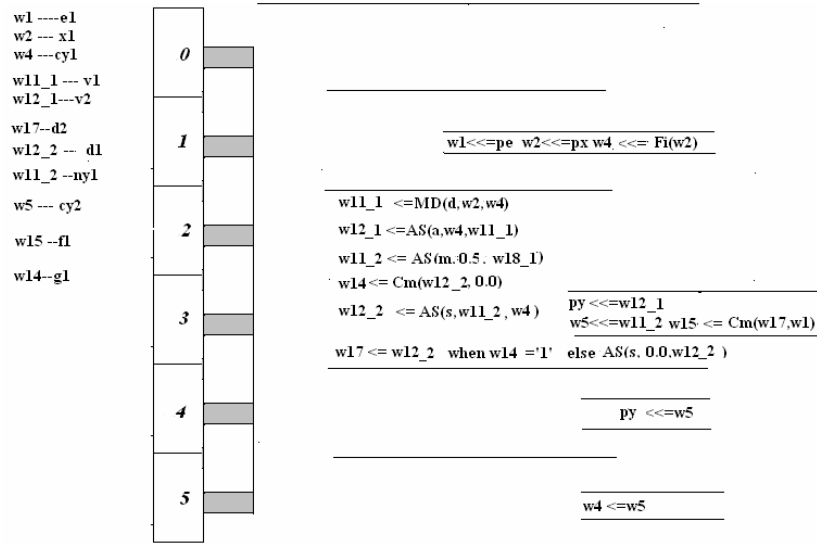 w1 ----e1
w2 --- x1
w4 ---cy1
w11_1 --- v1
w12_1---v2
w17--d2
w12_2 --- d1
w11_2 --ny1
w5 --- cy2
w15 --f1
w14--g1
0
1
2
3
4
5
w1<<=pe w2<<=px w4 <<= Fi(w2)
w11_1 <=MD(d,w2,w4)
w12_1 <=AS(a,w4,w11_1)
w11_2 <= AS(m.:0.5. w18_1)
w14<= Cm(w12_2, 0.0)
w12_2 <= AS(s,w11_2 , w4 )
w17 <= w12_2 when w14 ='1' else AS(s, 0.0,w12_2 )
py <<=w12_1
w5<<=w11_2 w15 <= Cm(w17,w1)
py <<=w5
w4 <=w5